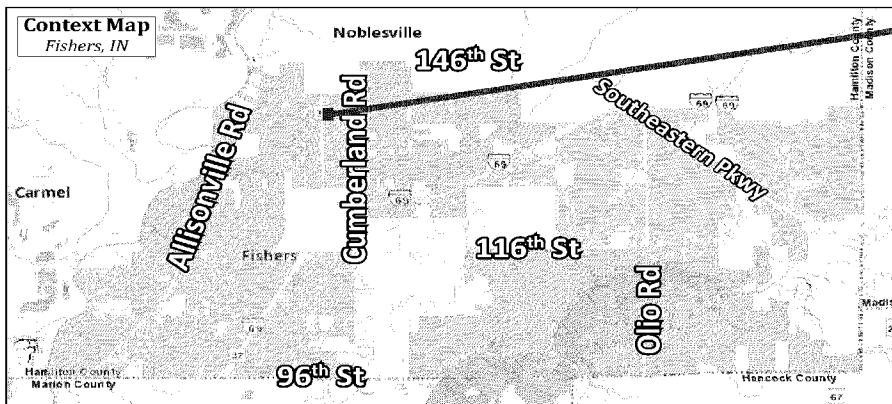 Context Map
Fishers, IN
Noblesville
146th St
Hamilton County
Madison County
Allisonville Rd
Cumberland Rd
Southeastern Pkwy
69
69
69
69
Carmel
Fishers
116th St
Olio Rd
69
37
Hamilton County
Marion County
96th St
Hancock County
67